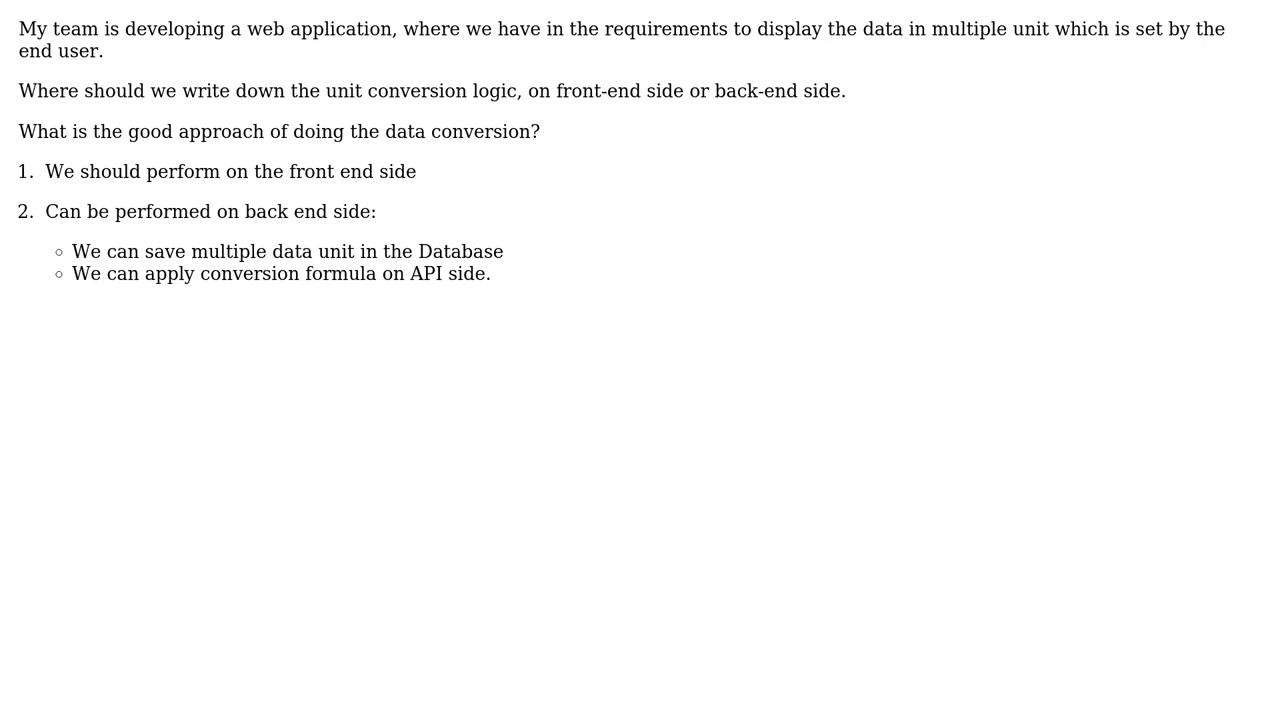 My team is developing a web application, where we have in the requirements to display the data in multiple unit which is set by the
end user.
Where should we write down the unit conversion logic, on front-end side or back-end side.
What is the good approach of doing the data conversion?
1. We should perform on the front end side
2. Can be performed on back end side:
○ We can save multiple data unit in the Database
○ We can apply conversion formula on API side.